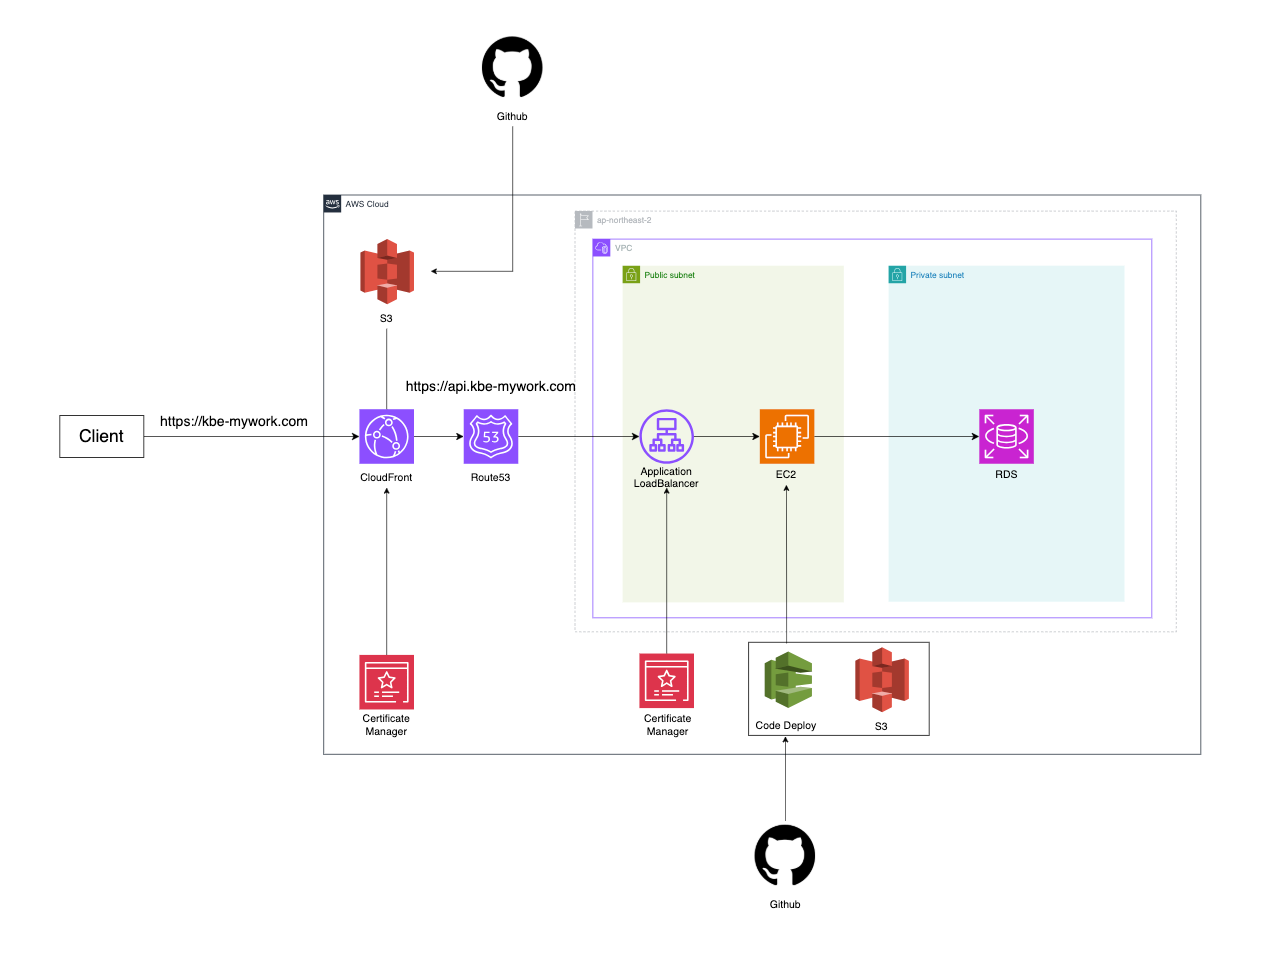 Github
aws
AWS Cloud
ap-northeast-2
VPC
Public subnet
Private subnet
S3
https://api.kbe-mywork.com
https://kbe-mywork.com
Client
53
CloudFront
Route53
Application
LoadBalancer
EC2
RDS
Certificate
Manager
Certificate
Manager
Code Deploy
S3
Github